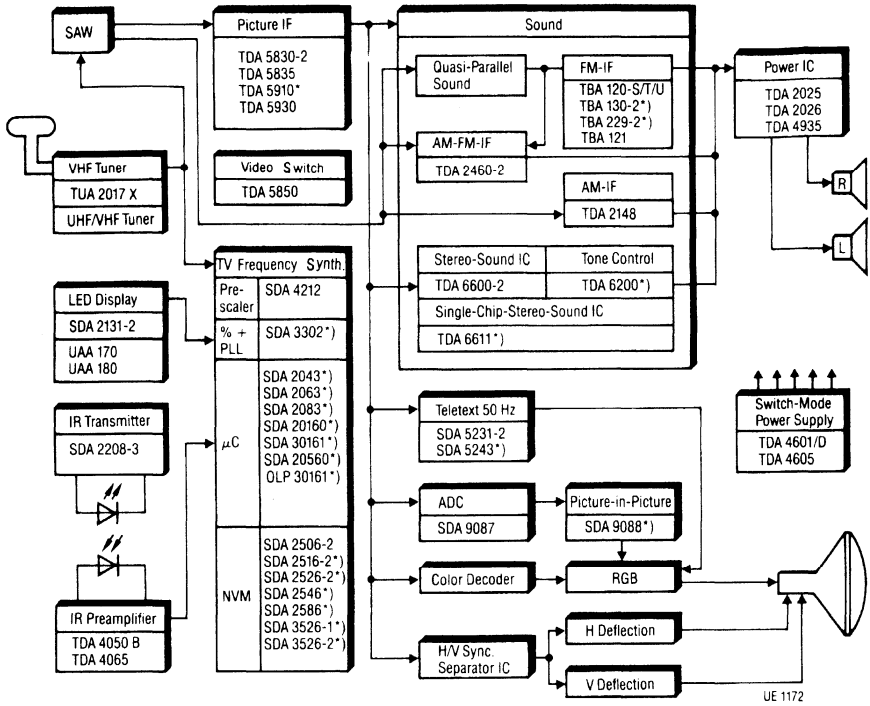 SAW
Picture IF
TDA 5830-2
TDA 5835
TDA 5910*
TDA 5930
Video Switch
TDA 5850
VHF Tuner
TUA 2017 X
UHF/VHF Tuner
LED Display
SDA 2131-2
UAA 170
UAA 180
IR Transmitter
SDA 2208-3
IR Preamplifier
TDA 4050 B
TDA 4065
TV Frequency Synth.
Pre-
scaler
SDA 4212
% +
PLL
SDA 3302*)
μC
SDA 2043*)
SDA 2063*)
SDA 2083*)
SDA 20160*)
SDA 30161*)
SDA 20560*)
OLP 30161*)
NVM
SDA 2506-2
SDA 2516-2*)
SDA 2526-2*)
SDA 2546*)
SDA 2586*)
SDA 3526-1*)
SDA 3526-2*)
Sound
Quasi-Parallel
Sound
FM-IF
TBA 120-S/T/U
TBA 130-2*)
TBA 229-2*)
TBA 121
AM-FM-IF
TDA 2460-2
AM-IF
TDA 2148
Stereo-Sound IC
Tone Control
TDA 6600-2
TDA 6200*)
Single-Chip-Stereo-Sound IC
TDA 6611*)
Power IC
TDA 2025
TDA 2026
TDA 4935
R
L
Switch-Mode
Power Supply
TDA 4601/D
TDA 4605
Teletext 50 Hz
SDA 5231-2
SDA 5243*)
ADC
SDA 9087
Picture-in-Picture
SDA 9088*)
Color Decoder
RGB
H/V Sync.
Separator IC
H Deflection
V Deflection
UE 1172